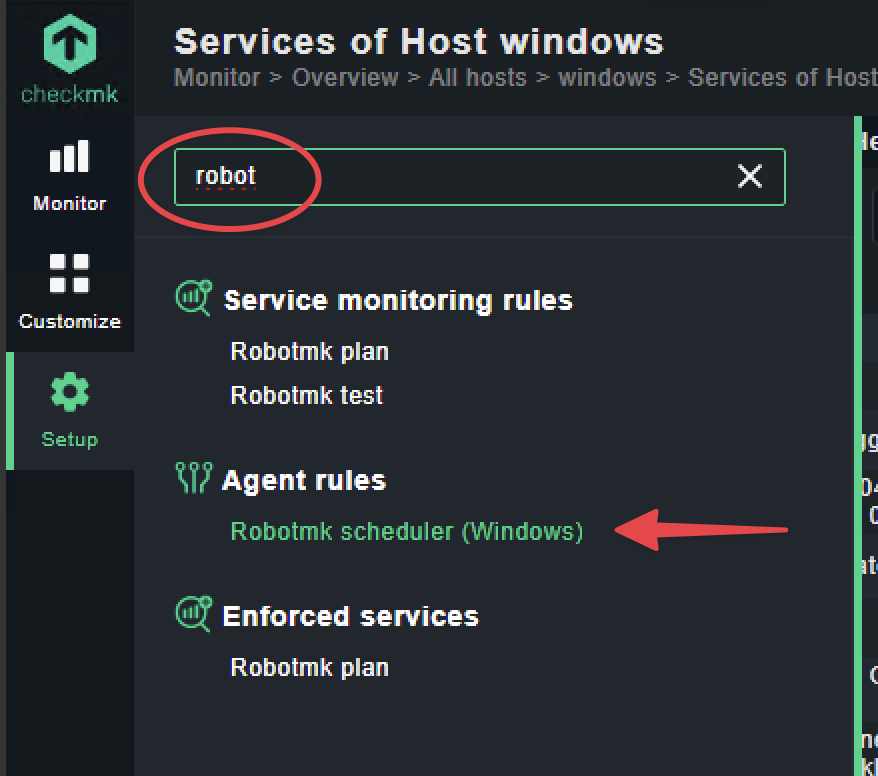 checkmk
Services of Host windows
Monitor > Overview > All hosts > windows > Services of Host
Monitor
Customize
Setup
robot
Service monitoring rules
Robotmk plan
Robotmk test
Agent rules
Robotmk scheduler (Windows)
Enforced services
Robotmk plan